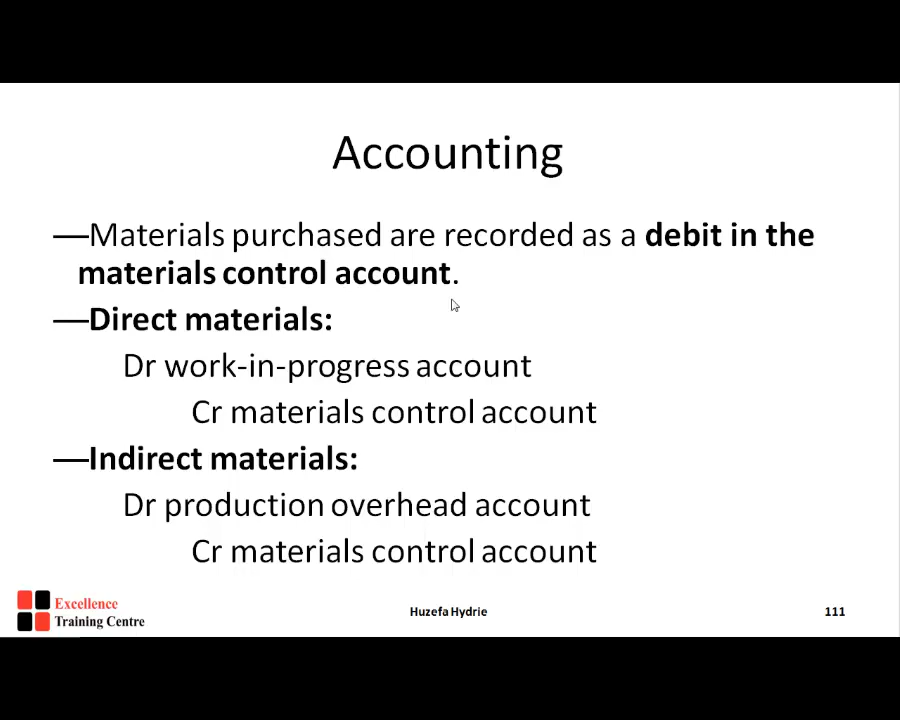 Accounting
—Materials purchased are recorded as a debit in the
materials control account.
—Direct materials:
Dr work-in-progress account
Cr materials control account
—Indirect materials:
Dr production overhead account
Cr materials control account
Excellence
Training Centre
Huzefa Hydrie
111